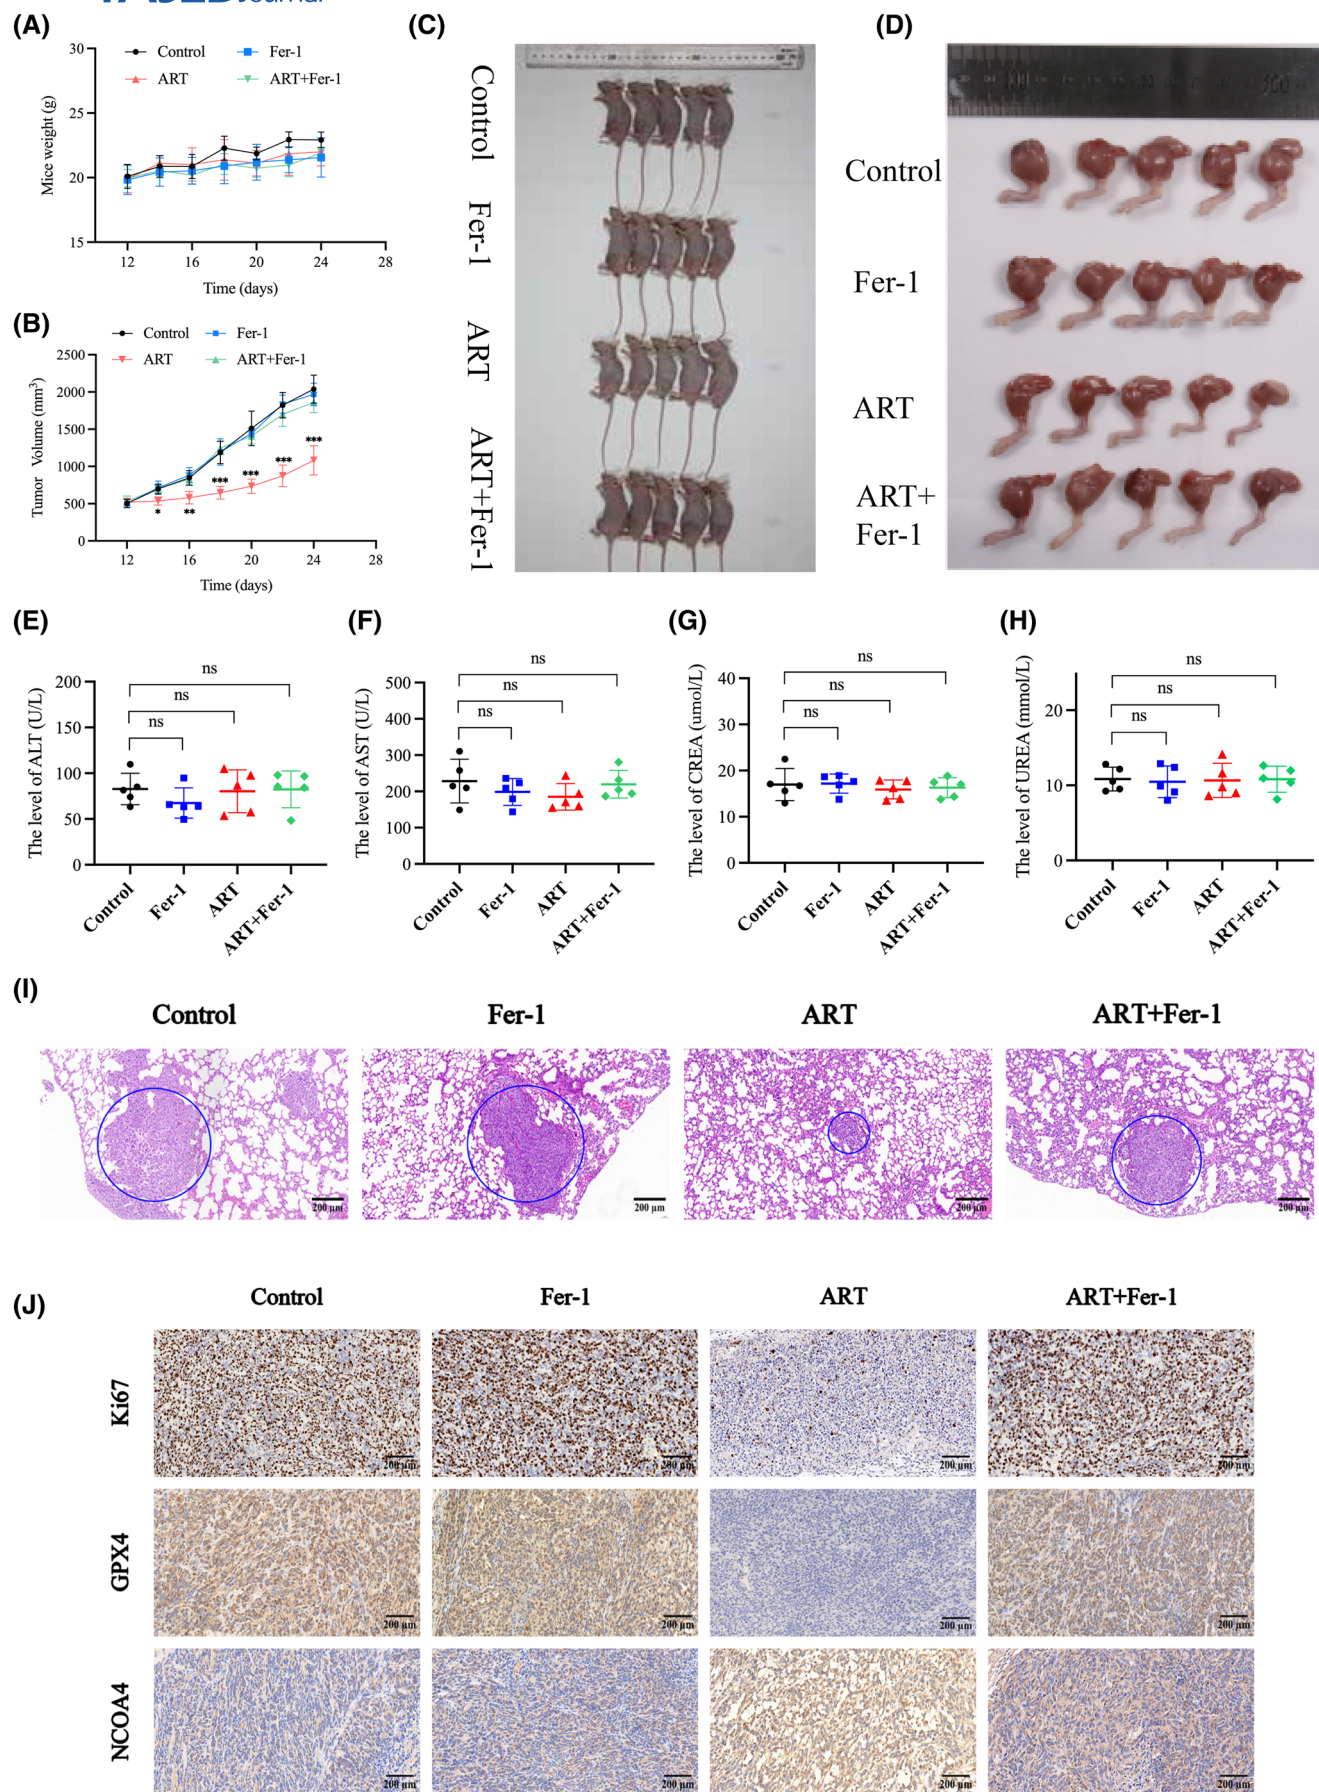 Journal
(A)
Control
Fer-1
ART
ART+Fer-1
Mice weight (g)
30
25
20
15
12
16
20
24
28
Time (days)
(B)
Control
Fer-1
ART
ART+Fer-1
Tumor Volume (mm³)
2500
2000
1500
1000
500
0
*
**
***
***
***
***
12
16
20
24
28
Time (days)
(C)
Control
Fer-1
ART
ART+Fer-1
(D)
Control
Fer-1
ART
ART+
Fer-1
(E)
The level of ALT (U/L)
200
150
100
50
0
ns
ns
ns
Control
Fer-1
ART
ART+Fer-1
(F)
The level of AST (U/L)
500
400
300
200
100
0
ns
ns
ns
Control
Fer-1
ART
ART+Fer-1
(G)
The level of CREA (umol/L)
40
30
20
10
0
ns
ns
ns
Control
Fer-1
ART
ART+Fer-1
(H)
The level of UREA (mmol/L)
20
10
0
ns
ns
ns
Control
Fer-1
ART
ART+Fer-1
(I)
Control
Fer-1
ART
ART+Fer-1
200 μm
200 μm
200 μm
200 μm
(J)
Control
Fer-1
ART
ART+Fer-1
Ki67
200 μm
200 μm
200 μm
200 μm
GPX4
200 μm
200 μm
200 μm
200 μm
NCOA4
200 μm
200 μm
200 μm
200 μm